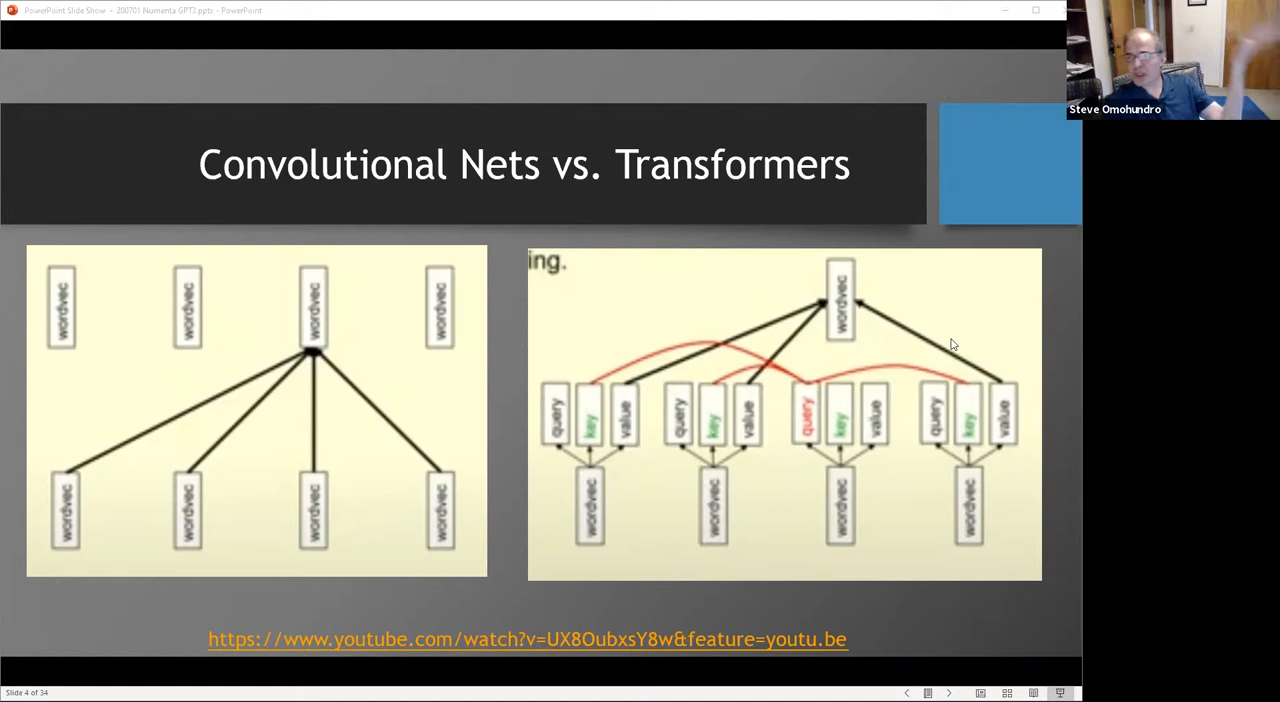 PowerPoint Slide Show - 200701 Numenta GPT3.pptx - PowerPoint
Steve Omohundro
Convolutional Nets vs. Transformers
wordvec wordvec wordvec wordvec
wordvec wordvec wordvec wordvec
ing.
wordvec
query key value query key value query key value query key value
wordvec wordvec wordvec wordvec
https://www.youtube.com/watch?v=UX8OubxsY8w&feature=youtu.be
Slide 4 of 34